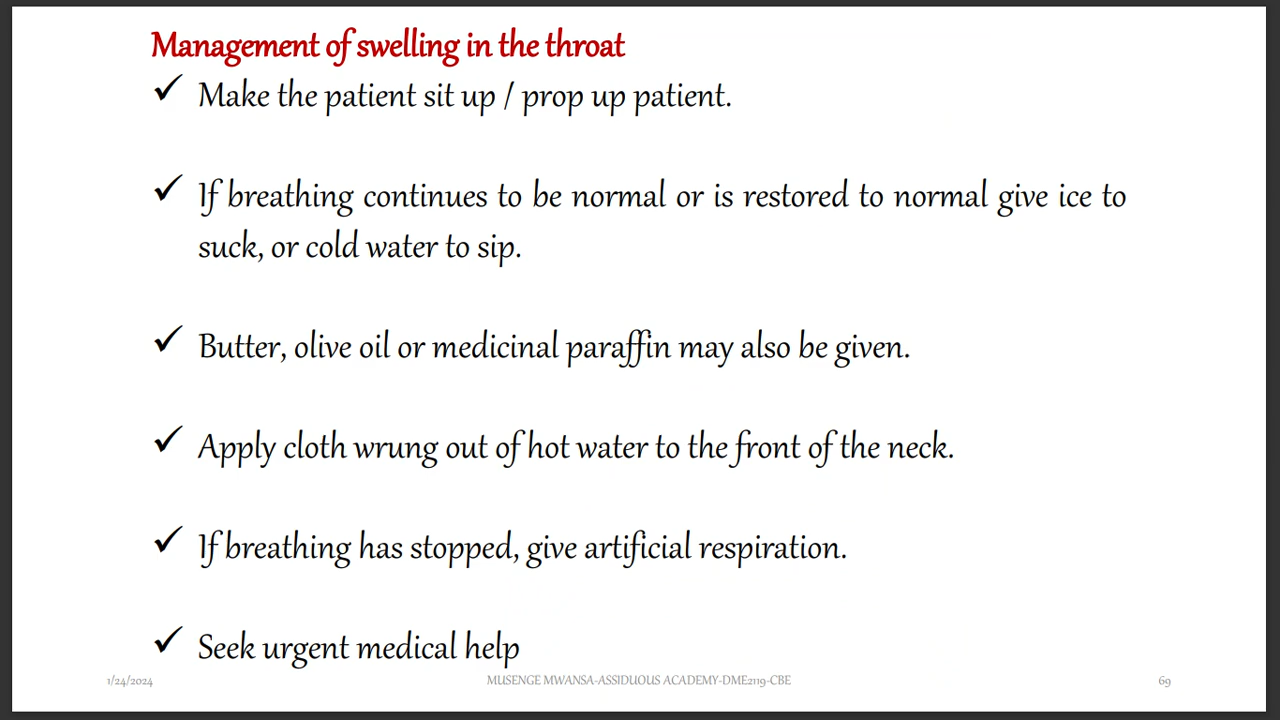 Management of swelling in the throat
✓ Make the patient sit up / prop up patient.
✓ If breathing continues to be normal or is restored to normal give ice to
suck, or cold water to sip.
✓ Butter, olive oil or medicinal paraffin may also be given.
✓ Apply cloth wrung out of hot water to the front of the neck.
✓ If breathing has stopped, give artificial respiration.
✓ Seek urgent medical help
1/24/2024 MUSENGE MWANSA-ASSIDUOUS ACADEMY-DME2119-CBE 69